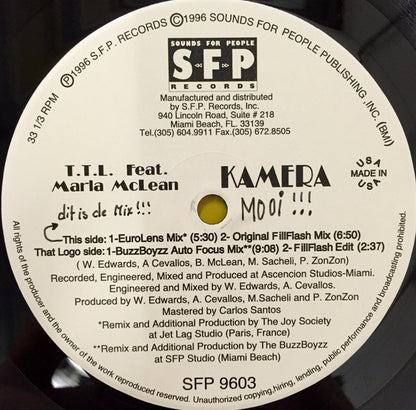 Ⓟ1996 S.F.P. RECORDS Ⓒ1996 SOUNDS FOR PEOPLE PUBLISHING, INC. (BMI)
33 1/3 RPM
SOUNDS FOR PEOPLE
S·F·P
RECORDS
Manufactured and distributed
by S.F.P. Records, Inc.
940 Lincoln Road, Suite # 218
Miami Beach, FL. 33139
Tel.(305) 604.9911 Fax.(305) 672.8505
T.T.L. Feat.
Marla McLean
KAMERA
USA
MADE IN
USA
dit is de Mix!!!
MOOI !!!
This side: 1-EuroLens Mix* (5:30) 2- Original FillFlash Mix (6:50)
That Logo side: 1-BuzzBoyzz Auto Focus Mix**(9:08) 2-FillFlash Edit (2:37)
( W. Edwards, A. Cevallos, B. McLean, M. Sacheli, P. ZonZon)
Recorded, Engineered, Mixed and Produced at Ascencion Studios-Miami.
Engineered and Mixed by W. Edwards, A. Cevallos.
Produced by W. Edwards, A. Cevallos, M.Sacheli and P. ZonZon
Mastered by Carlos Santos
*Remix and Additional Production by The Joy Society
at Jet Lag Studio (Paris, France)
**Remix and Additional Production by The BuzzBoyzz
at SFP Studio (Miami Beach)
SFP 9603
All rights of the producer and the owner of the work reproduced reserved. Unauthorized copying,hiring, lending, public performance and broadcasting prohibited.